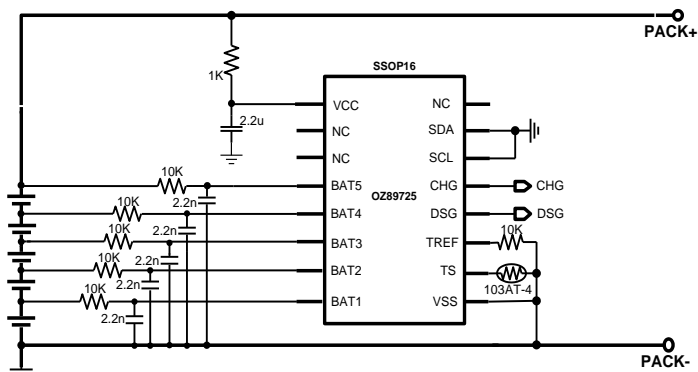 PACK+
SSOP16
1K
VCC
NC
2.2u
NC
SDA
NC
SCL
10K
BAT5
OZ89725
CHG
CHG
2.2n
10K
BAT4
DSG
DSG
2.2n
10K
BAT3
TREF
10K
2.2n
10K
BAT2
TS
2.2n
103AT-4
10K
BAT1
VSS
2.2n
PACK-